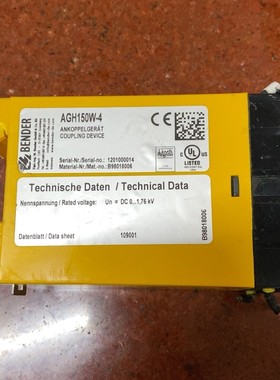 BENDER
AGH150W-4
ANKOPPELGERÄT
COUPLING DEVICE
Serial-Nr./Serial-no.: 1201000014
Material-Nr./Mat.-no.: B98018006
CE
UL
LISTED
Technische Daten / Technical Data
Nennspannung / Rated voltage: Un = DC 0...1,76 kV
Datenblatt / Data sheet 109001
B98018006